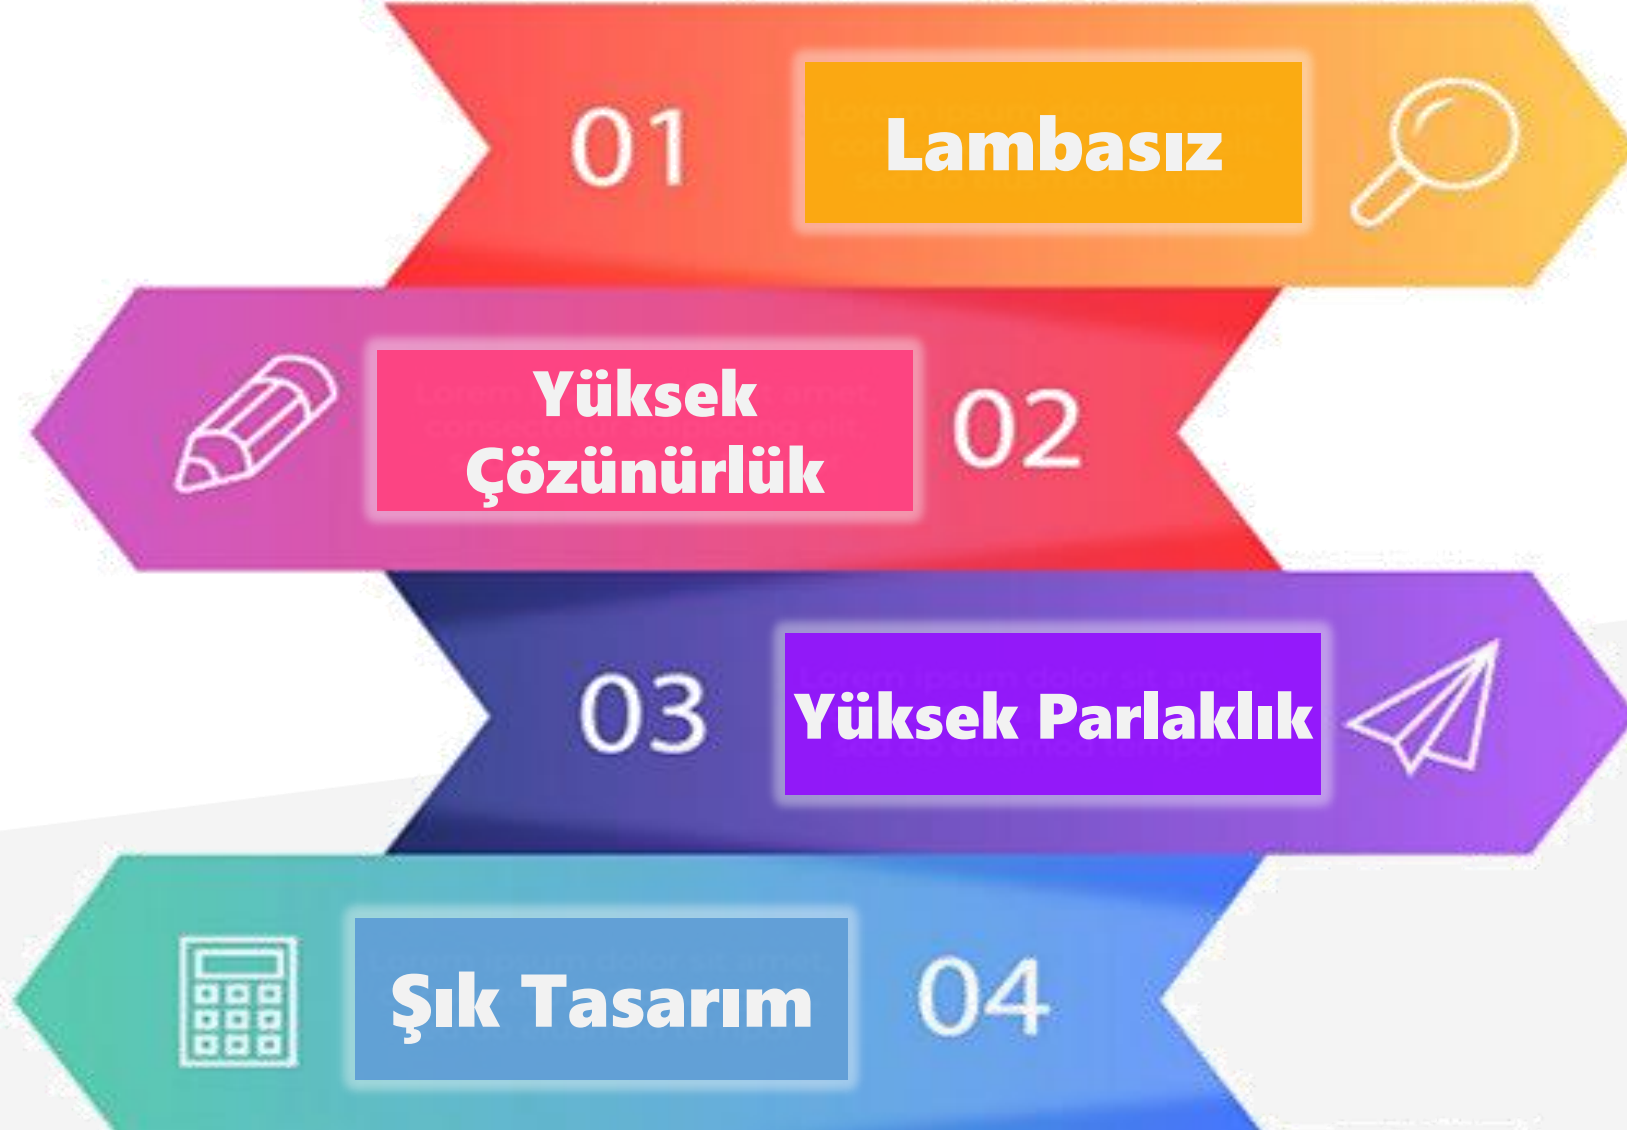 01
Lambasız
Yüksek
Çözünürlük
02
03
Yüksek Parlaklık
Şık Tasarım
04